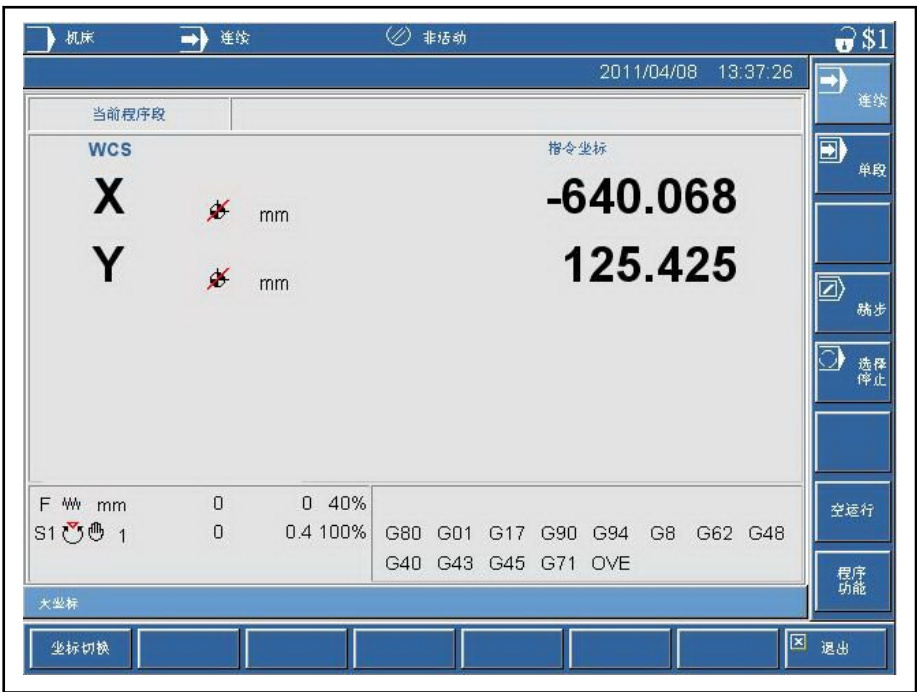 机床 连续 非活动 $1
2011/04/08 13:37:26
连续
当前程序段
WCS 指令坐标
单段
X mm -640.068
Y mm 125.425
跳步
选择
停止
F mm 0 0 40%
空运行
S1 1 0 0.4 100% G80 G01 G17 G90 G94 G8 G62 G48
G40 G43 G45 G71 OVE
程序
功能
大坐标
坐标切换 退出